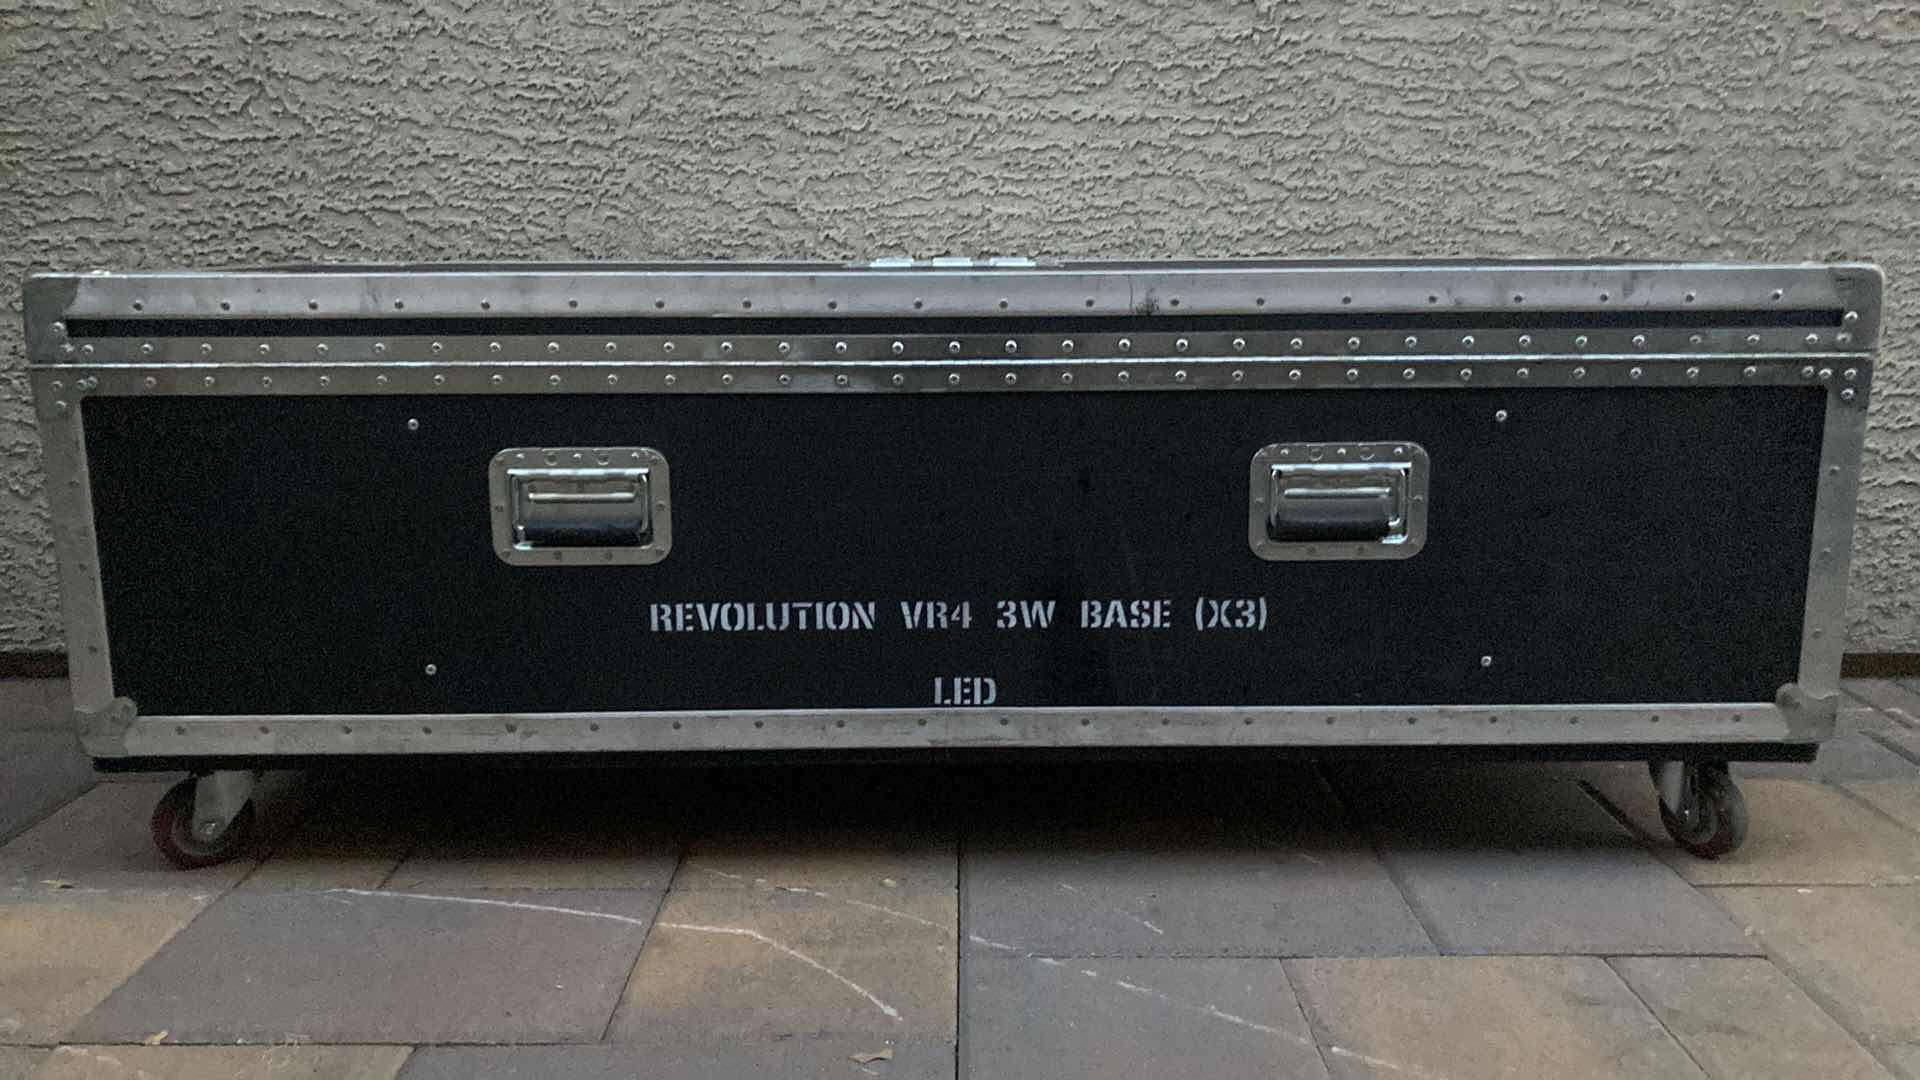 REVOLUTION VR4 3W BASE (X3)
LED